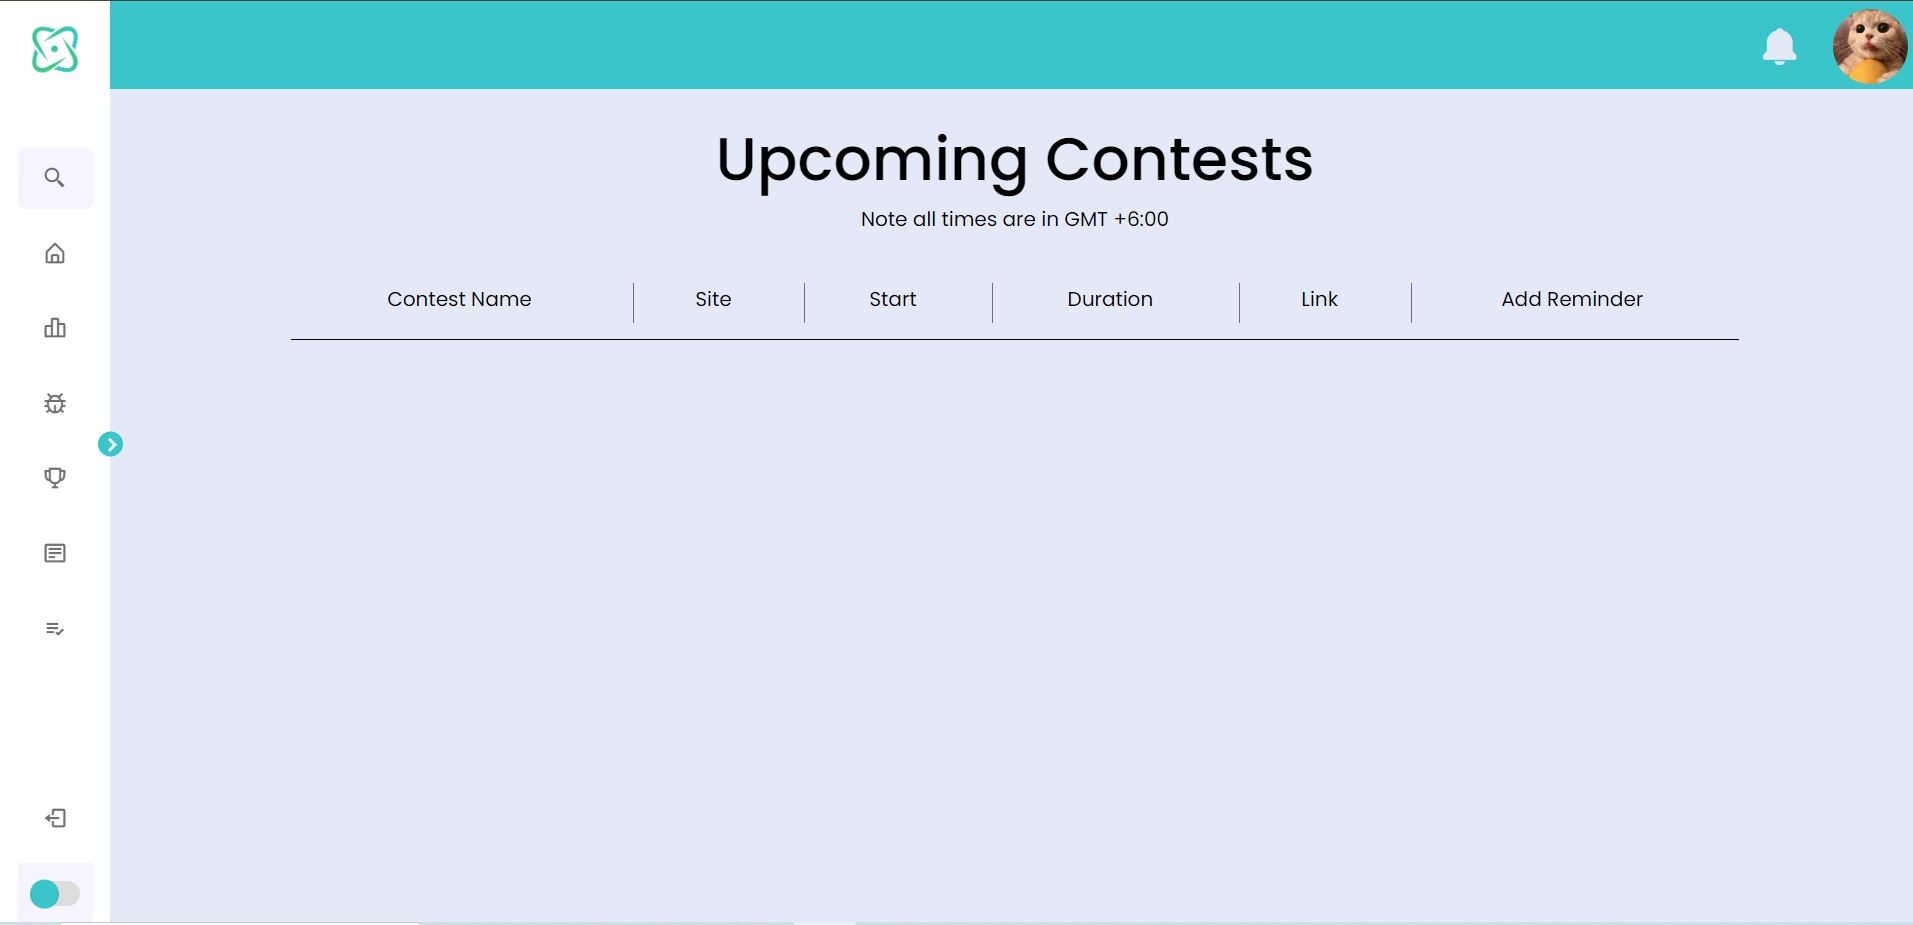 Upcoming Contests
Note all times are in GMT +6:00
Contest Name Site Start Duration Link Add Reminder